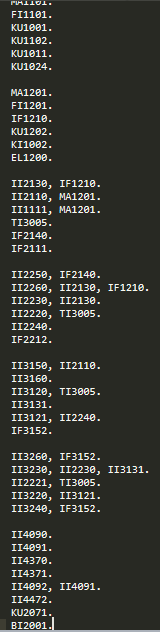 MA1101.
FI1101.
KU1001.
KU1102.
KU1011.
KU1024.

MA1201.
FI1201.
IF1210.
KU1202.
KI1002.
EL1200.

II2130, IF1210.
II2110, MA1201.
II1111, MA1201.
TI3005.
IF2140.
IF2111.

II2250, IF2140.
II2260, II2130, IF1210.
II2230, II2130.
II2220, TI3005.
II2240.
IF2212.

II3150, II2110.
II3160.
II3120, TI3005.
II3131.
II3121, II2240.
IF3152.

II3260, IF3152.
II3230, II2230, II3131.
II2221, TI3005.
II3220, II3121.
II3240, IF3152.

II4090.
II4091.
II4370.
II4371.
II4092, II4091.
II4472.
KU2071.
BI2001.